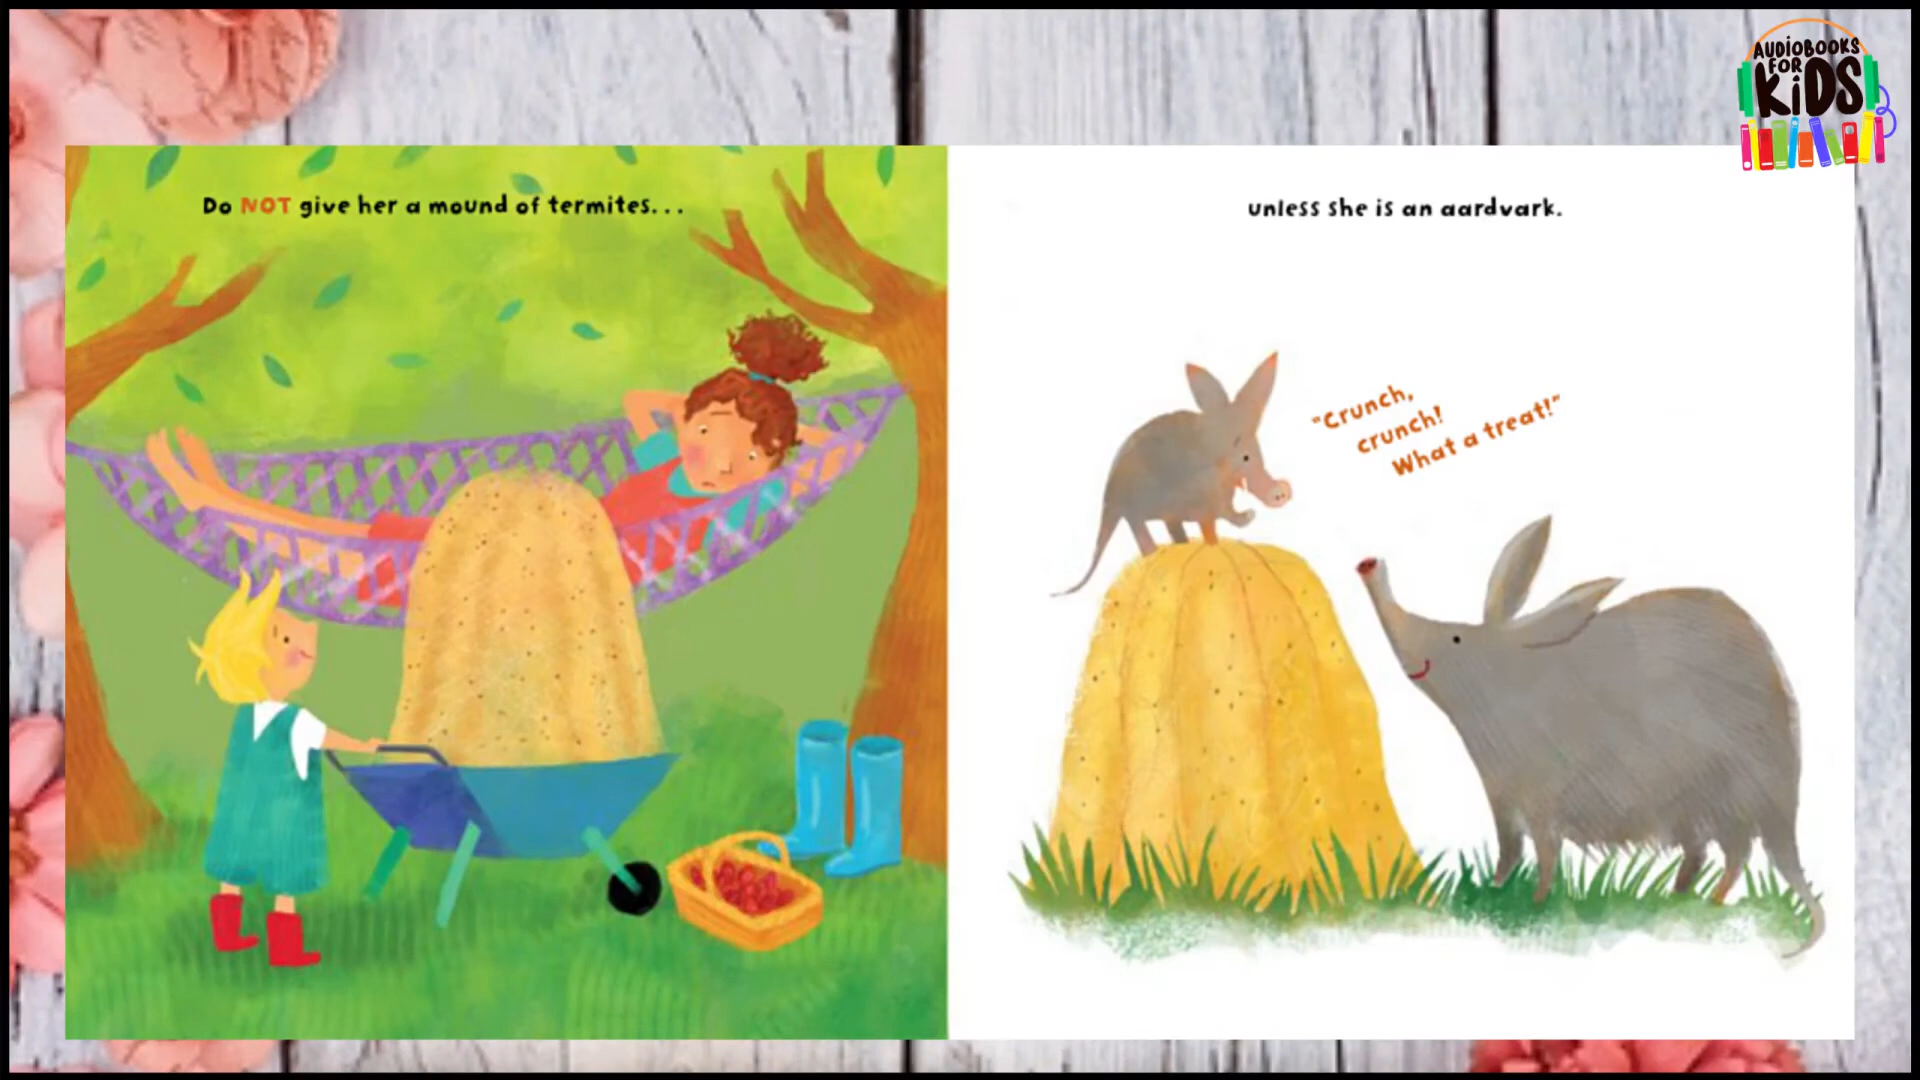 AUDIOBOOKS
FOR
KiDS
Do NOT give her a mound of termites...
unless she is an aardvark.
"Crunch,
crunch!
What a treat!"